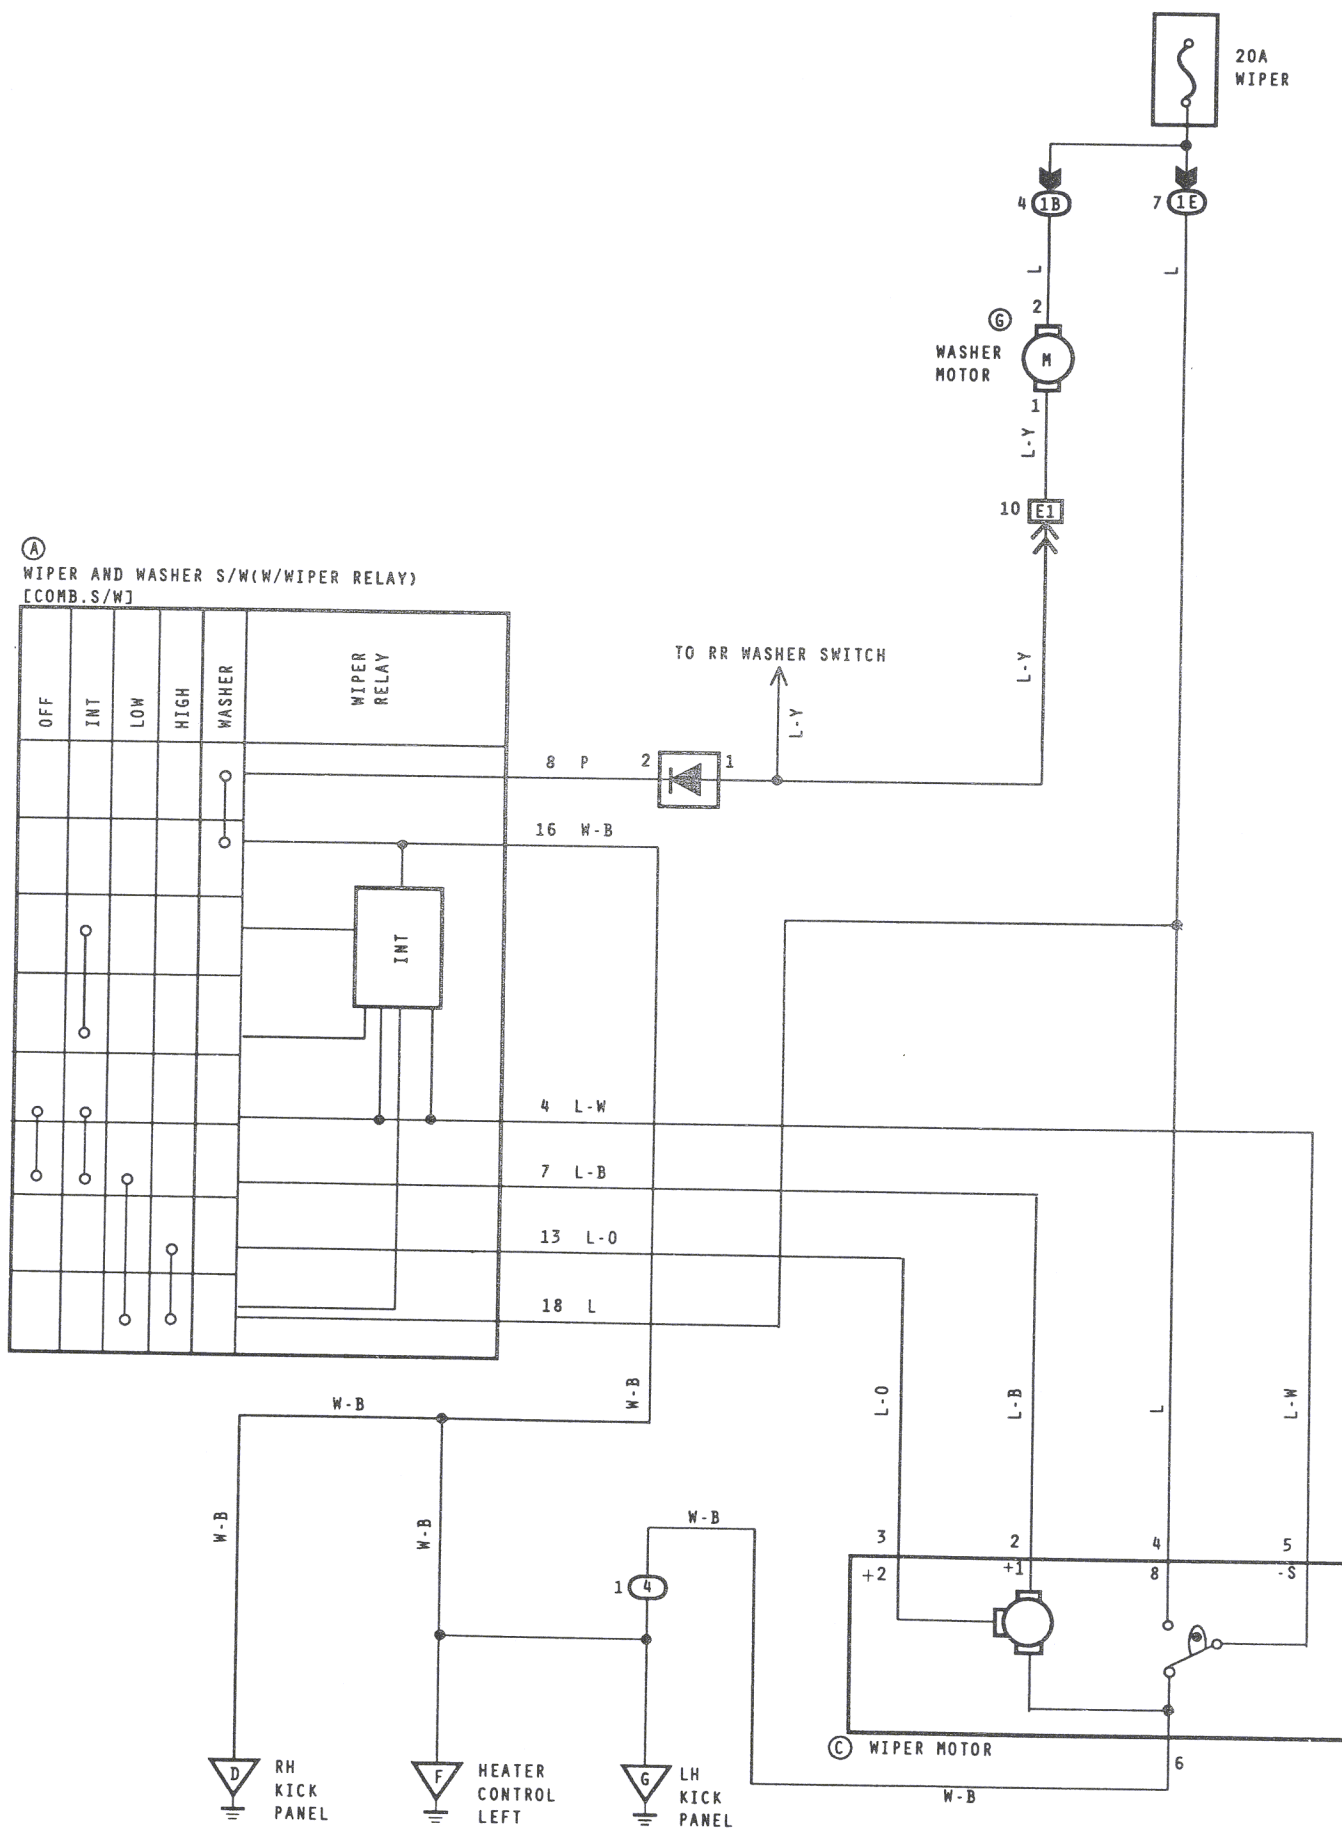 20A
WIPER
4 1B
7 1E
L
L
2
G
WASHER
MOTOR
M
1
L-Y
10 E1
A
WIPER AND WASHER S/W(W/WIPER RELAY)
[COMB.S/W]
TO RR WASHER SWITCH
L-Y
OFF
INT
LOW
HIGH
WASHER
WIPER
RELAY
L-Y
8 P
2
1
16 W-B
INT
4 L-W
7 L-B
13 L-O
18 L
W-B
W-B
L-O
L-B
L
L-W
W-B
W-B
W-B
3
2
4
5
+2
+1
8
-S
1 4
C WIPER MOTOR
6
D
RH
KICK
PANEL
F
HEATER
CONTROL
LEFT
G
LH
KICK
PANEL
W-B